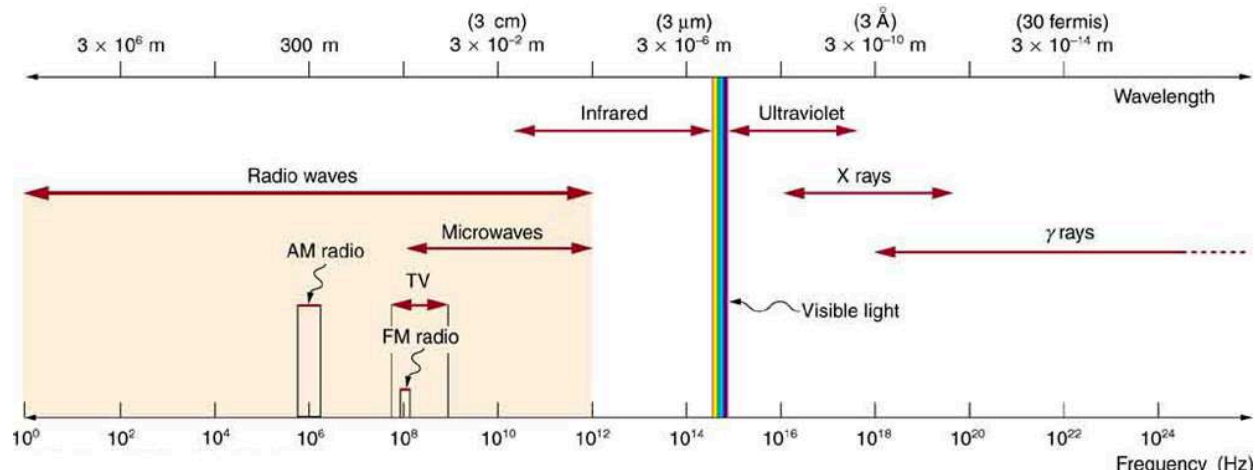 (3 cm) (3 μm) (3 Å) (30 fermis)
3 × 10⁶ m 300 m 3 × 10⁻² m 3 × 10⁻⁶ m 3 × 10⁻¹⁰ m 3 × 10⁻¹⁴ m
Wavelength
Infrared Ultraviolet
Radio waves X rays
Microwaves γ rays
AM radio
TV
Visible light
FM radio
10⁰ 10² 10⁴ 10⁶ 10⁸ 10¹⁰ 10¹² 10¹⁴ 10¹⁶ 10¹⁸ 10²⁰ 10²² 10²⁴
Frequency (Hz)